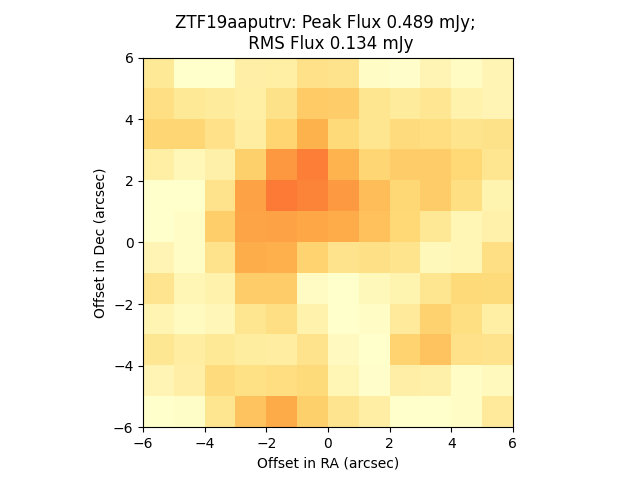 ZTF19aaputrv: Peak Flux 0.489 mJy;
RMS Flux 0.134 mJy
6
4
2
0
−2
−4
−6
Offset in Dec (arcsec)
−6 −4 −2 0 2 4 6
Offset in RA (arcsec)